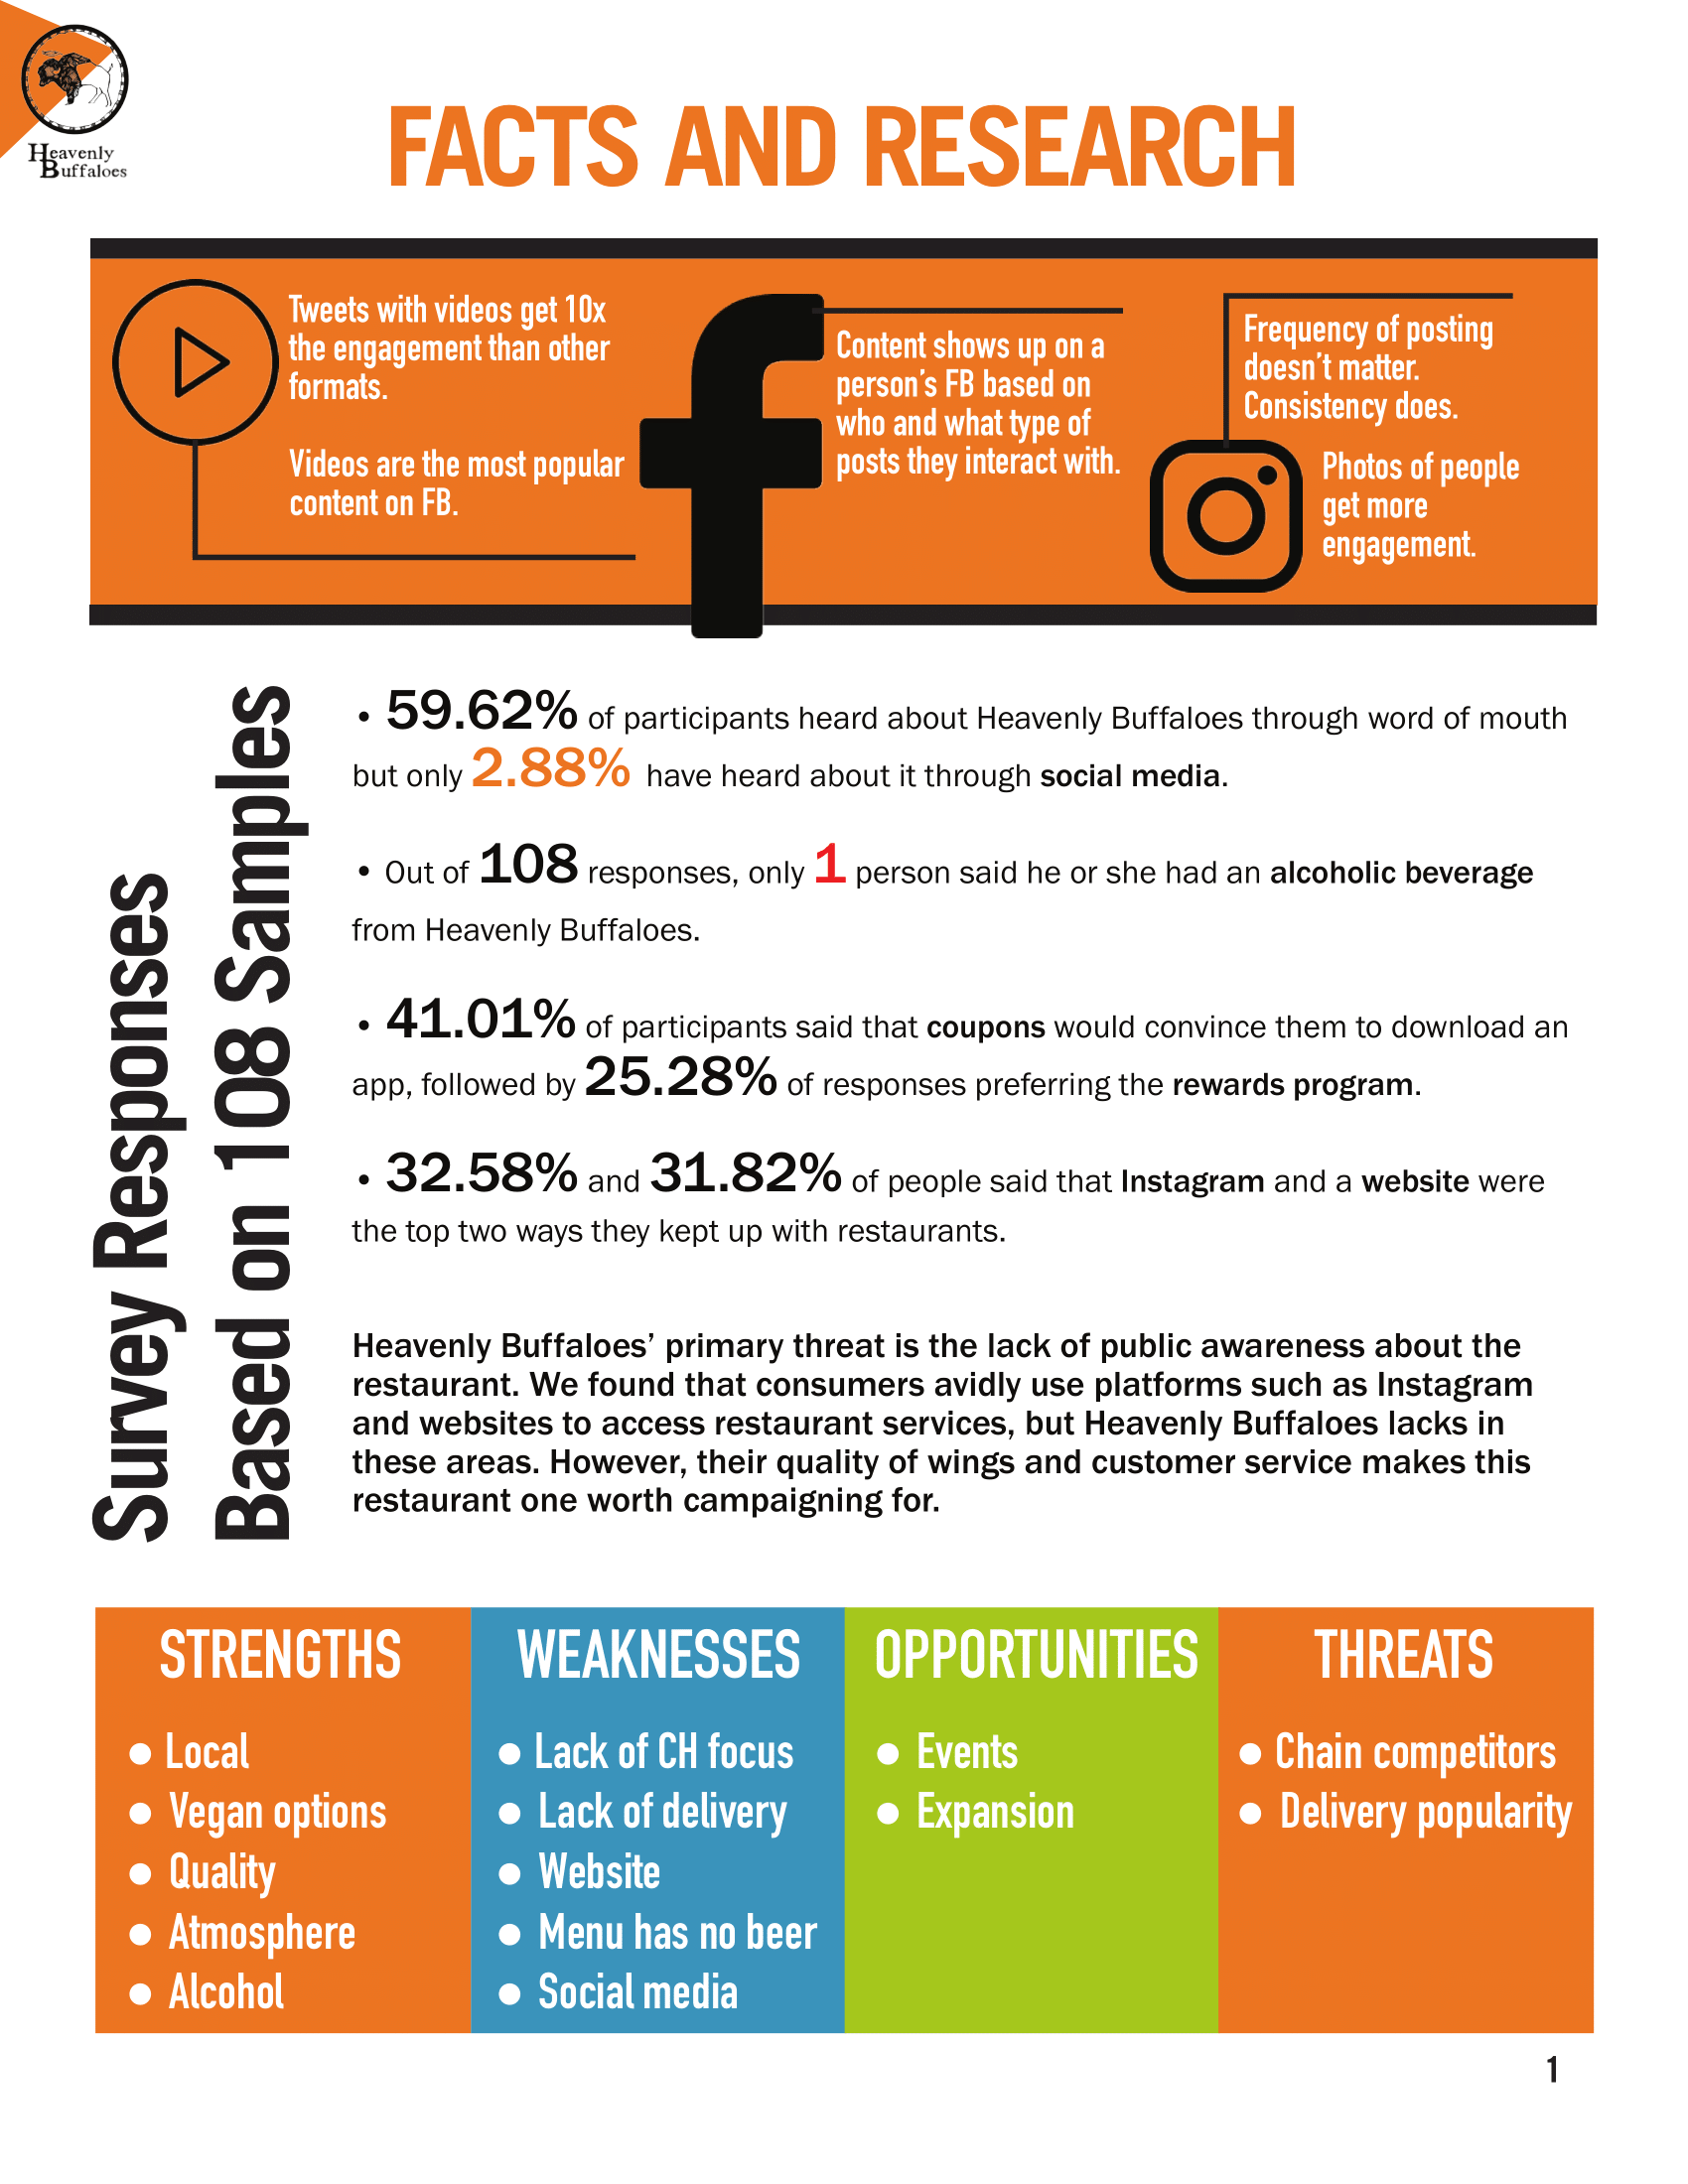 Heavenly
Buffaloes
FACTS AND RESEARCH
Tweets with videos get 10x
the engagement than other
formats.
Videos are the most popular
content on FB.
Content shows up on a
person's FB based on
who and what type of
posts they interact with.
Frequency of posting
doesn't matter.
Consistency does.
Photos of people
get more
engagement.
Survey Responses
Based on 108 Samples
• 59.62% of participants heard about Heavenly Buffaloes through word of mouth
but only 2.88% have heard about it through social media.
• Out of 108 responses, only 1 person said he or she had an alcoholic beverage
from Heavenly Buffaloes.
• 41.01% of participants said that coupons would convince them to download an
app, followed by 25.28% of responses preferring the rewards program.
• 32.58% and 31.82% of people said that Instagram and a website were
the top two ways they kept up with restaurants.
Heavenly Buffaloes’ primary threat is the lack of public awareness about the
restaurant. We found that consumers avidly use platforms such as Instagram
and websites to access restaurant services, but Heavenly Buffaloes lacks in
these areas. However, their quality of wings and customer service makes this
restaurant one worth campaigning for.
STRENGTHS
• Local
• Vegan options
• Quality
• Atmosphere
• Alcohol
WEAKNESSES
• Lack of CH focus
• Lack of delivery
• Website
• Menu has no beer
• Social media
OPPORTUNITIES
• Events
• Expansion
THREATS
• Chain competitors
• Delivery popularity
1